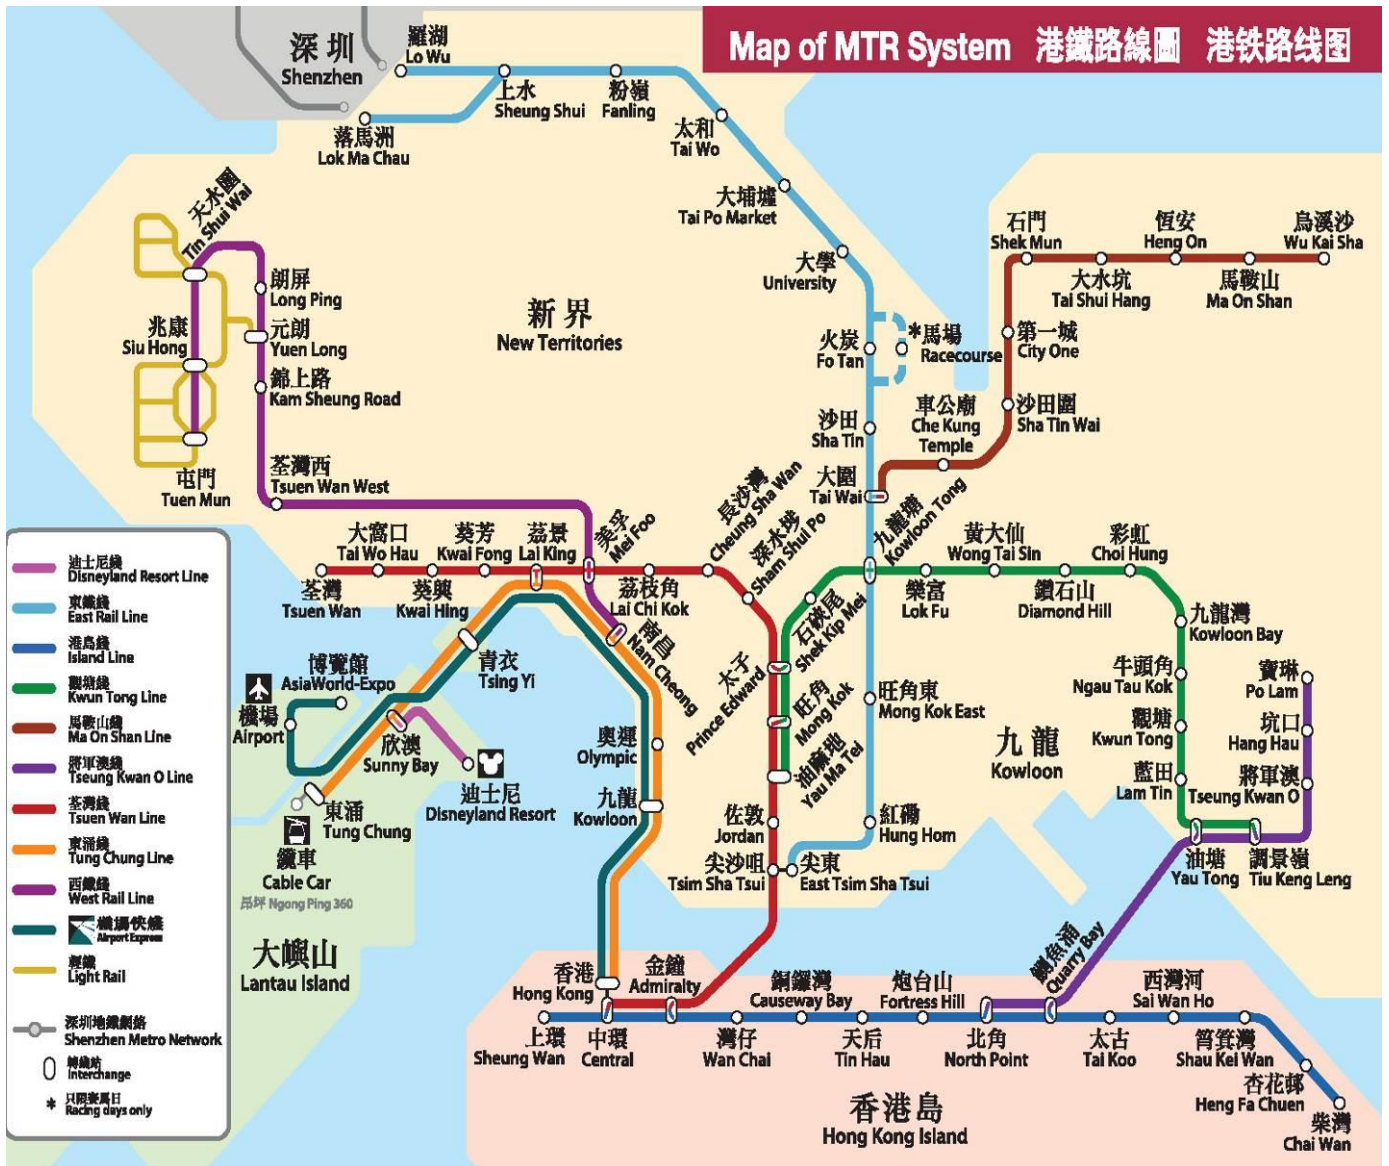 Map of MTR System 港鐵路線圖 港铁路线图
深圳
Shenzhen
羅湖
Lo Wu
上水
Sheung Shui
粉嶺
Fanling
落馬洲
Lok Ma Chau
太和
Tai Wo
大埔墟
Tai Po Market
大學
University
火炭
Fo Tan
*馬場
Racecourse
沙田
Sha Tin
大圍
Tai Wai
車公廟
Che Kung
Temple
沙田圍
Sha Tin Wai
第一城
City One
石門
Shek Mun
大水坑
Tai Shui Hang
恆安
Heng On
馬鞍山
Ma On Shan
烏溪沙
Wu Kai Sha
天水圍
Tin Shui Wai
朗屏
Long Ping
兆康
Siu Hong
元朗
Yuen Long
錦上路
Kam Sheung Road
屯門
Tuen Mun
荃灣西
Tsuen Wan West
新界
New Territories
荃灣
Tsuen Wan
大窩口
Tai Wo Hau
葵興
Kwai Hing
葵芳
Kwai Fong
荔景
Lai King
美孚
Mei Foo
荔枝角
Lai Chi Kok
長沙灣
Cheung Sha Wan
深水埗
Sham Shui Po
石硤尾
Shek Kip Mei
九龍塘
Kowloon Tong
樂富
Lok Fu
黃大仙
Wong Tai Sin
鑽石山
Diamond Hill
彩虹
Choi Hung
九龍灣
Kowloon Bay
牛頭角
Ngau Tau Kok
觀塘
Kwun Tong
藍田
Lam Tin
油塘
Yau Tong
調景嶺
Tiu Keng Leng
寶琳
Po Lam
坑口
Hang Hau
將軍澳
Tseung Kwan O
太子
Prince Edward
旺角
Mong Kok
油麻地
Yau Ma Tei
佐敦
Jordan
尖沙咀
Tsim Sha Tsui
尖東
East Tsim Sha Tsui
紅磡
Hung Hom
旺角東
Mong Kok East
九龍
Kowloon
南昌
Nam Cheong
奧運
Olympic
九龍
Kowloon
青衣
Tsing Yi
博覽館
AsiaWorld-Expo
機場
Airport
欣澳
Sunny Bay
迪士尼
Disneyland Resort
東涌
Tung Chung
纜車
Cable Car
昂坪 Ngong Ping 360
大嶼山
Lantau Island
香港
Hong Kong
金鐘
Admiralty
上環
Sheung Wan
中環
Central
灣仔
Wan Chai
銅鑼灣
Causeway Bay
天后
Tin Hau
炮台山
Fortress Hill
北角
North Point
鰂魚涌
Quarry Bay
太古
Tai Koo
西灣河
Sai Wan Ho
筲箕灣
Shau Kei Wan
杏花邨
Heng Fa Chuen
柴灣
Chai Wan
香港島
Hong Kong Island
迪士尼綫
Disneyland Resort Line
東鐵綫
East Rail Line
港島綫
Island Line
觀塘綫
Kwun Tong Line
馬鞍山綫
Ma On Shan Line
將軍澳綫
Tseung Kwan O Line
荃灣綫
Tsuen Wan Line
東涌綫
Tung Chung Line
西鐵綫
West Rail Line
機場快綫
Airport Express
輕鐵
Light Rail
深圳地鐵網絡
Shenzhen Metro Network
轉綫站
Interchange
* 只限賽馬日
Racing days only